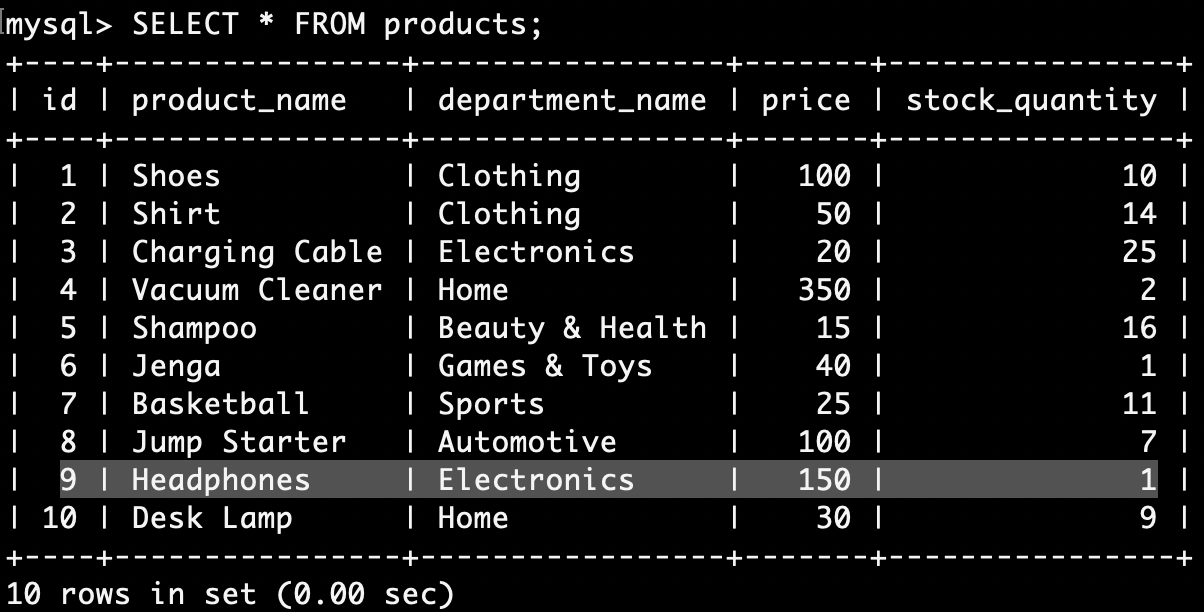 mysql> SELECT * FROM products;
+----+----------------+-----------------+-------+----------------+
| id | product_name   | department_name | price | stock_quantity |
+----+----------------+-----------------+-------+----------------+
|  1 | Shoes          | Clothing        |   100 |             10 |
|  2 | Shirt          | Clothing        |    50 |             14 |
|  3 | Charging Cable | Electronics     |    20 |             25 |
|  4 | Vacuum Cleaner | Home            |   350 |              2 |
|  5 | Shampoo        | Beauty & Health |    15 |             16 |
|  6 | Jenga          | Games & Toys    |    40 |              1 |
|  7 | Basketball     | Sports          |    25 |             11 |
|  8 | Jump Starter   | Automotive      |   100 |              7 |
|  9 | Headphones     | Electronics     |   150 |              1 |
| 10 | Desk Lamp      | Home            |    30 |              9 |
+----+----------------+-----------------+-------+----------------+
10 rows in set (0.00 sec)